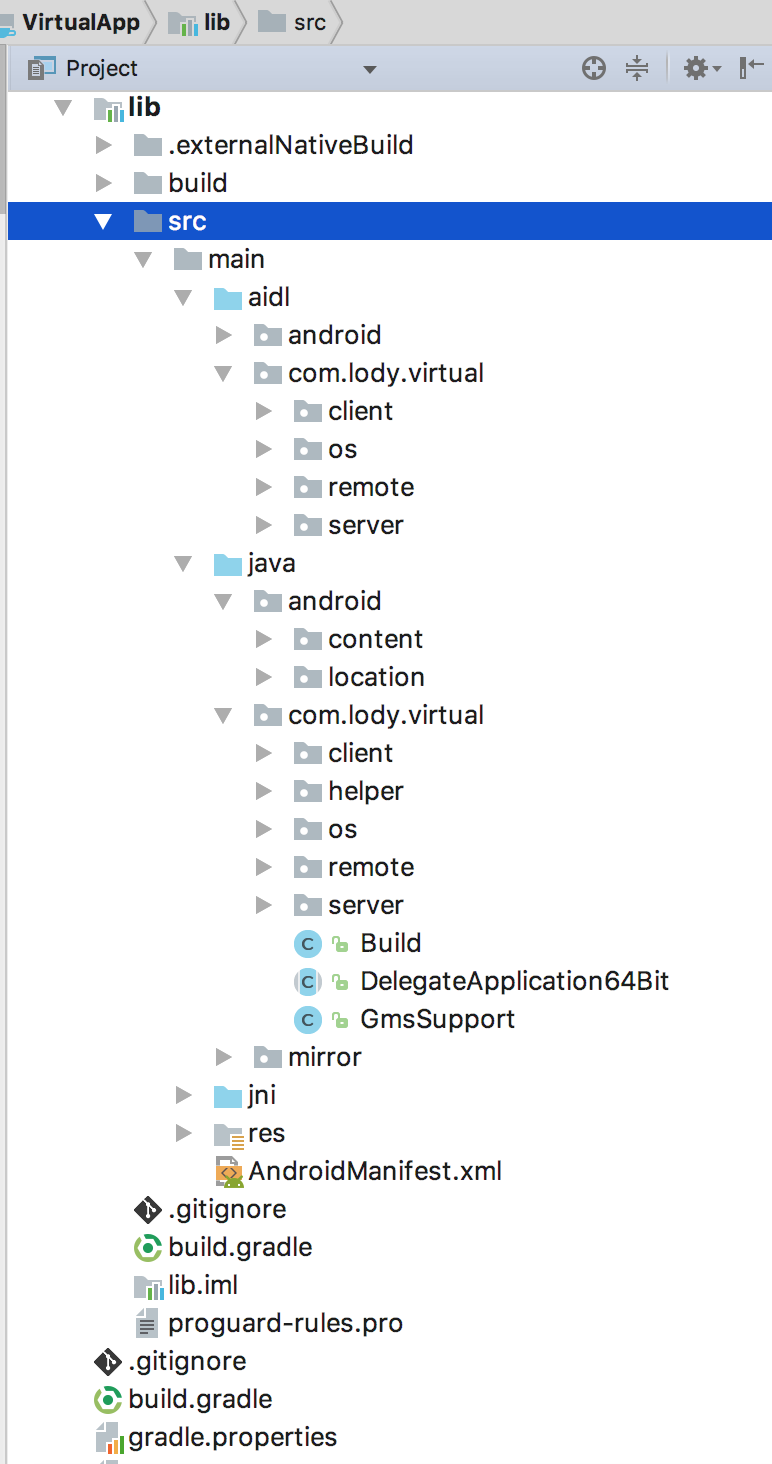 VirtualApp lib src
Project
lib
.externalNativeBuild
build
src
main
aidl
android
com.lody.virtual
client
os
remote
server
java
android
content
location
com.lody.virtual
client
helper
os
remote
server
C Build
C DelegateApplication64Bit
C GmsSupport
mirror
jni
res
AndroidManifest.xml
.gitignore
build.gradle
lib.iml
proguard-rules.pro
.gitignore
build.gradle
gradle.properties